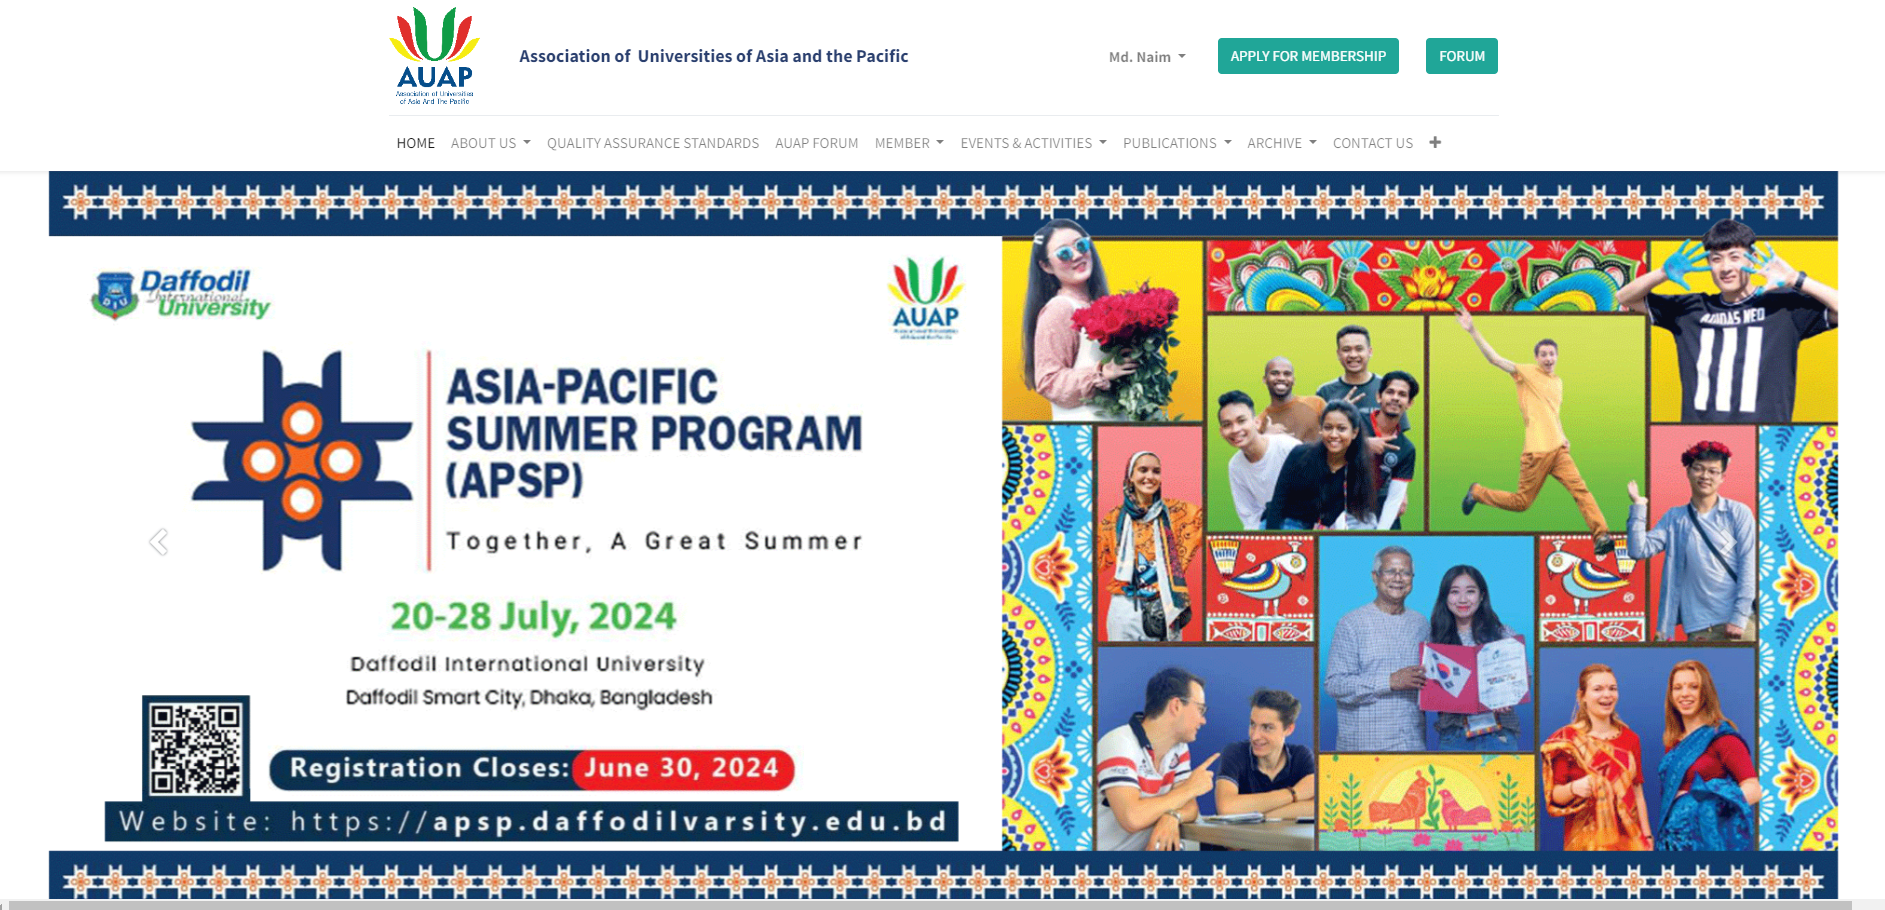 AUAP
Association of Universities
of Asia And The Pacific
Association of Universities of Asia and the Pacific
Md. Naim
APPLY FOR MEMBERSHIP
FORUM
HOME ABOUT US QUALITY ASSURANCE STANDARDS AUAP FORUM MEMBER EVENTS & ACTIVITIES PUBLICATIONS ARCHIVE CONTACT US
DIU
Daffodil
International
University
AUAP
ASIA-PACIFIC
SUMMER PROGRAM
(APSP)
Together, A Great Summer
20-28 July, 2024
Daffodil International University
Daffodil Smart City, Dhaka, Bangladesh
Registration Closes: June 30, 2024
Website: https://apsp.daffodilvarsity.edu.bd